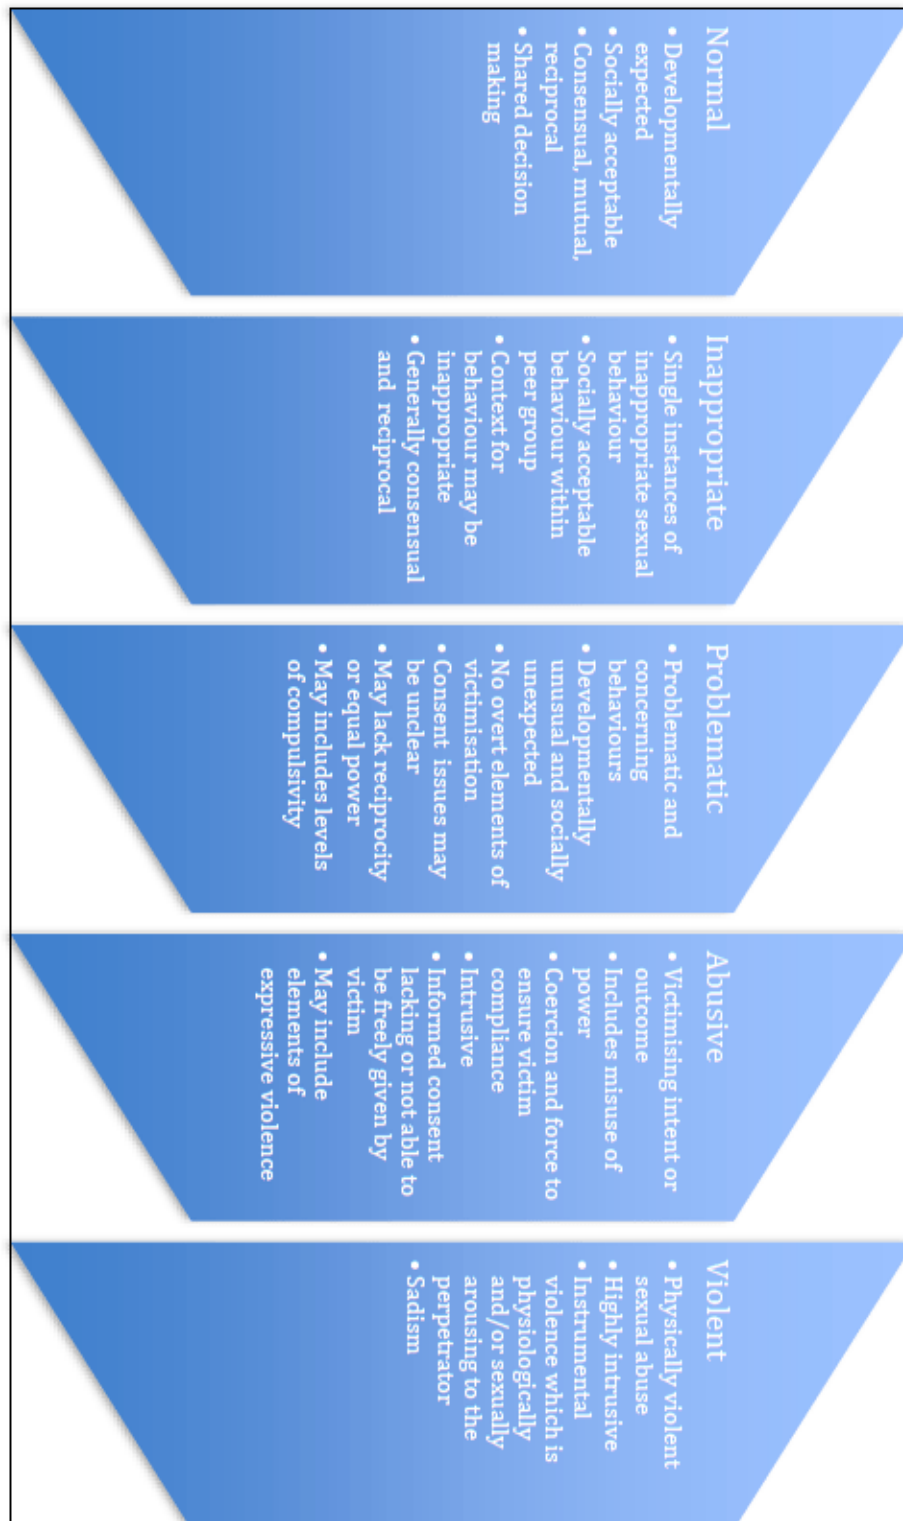 Normal
• Developmentally
expected
• Socially acceptable
• Consensual, mutual,
reciprocal
• Shared decision
making
Inappropriate
• Single instances of
inappropriate sexual
behaviour
• Socially acceptable
behaviour within
peer group
• Context for
behaviour may be
inappropriate
• Generally consensual
and reciprocal
Problematic
• Problematic and
concerning
behaviours
• Developmentally
unusual and socially
unexpected
• No overt elements of
victimisation
• Consent issues may
be unclear
• May lack reciprocity
or equal power
• May includes levels
of compulsivity
Abusive
• Victimising intent or
outcome
• Includes misuse of
power
• Coercion and force to
ensure victim
compliance
• Intrusive
• Informed consent
lacking or not able to
be freely given by
victim
• May include
elements of
expressive violence
Violent
• Physically violent
sexual abuse
• Highly intrusive
• Instrumental
violence which is
physiologically
and/or sexually
arousing to the
perpetrator
• Sadism